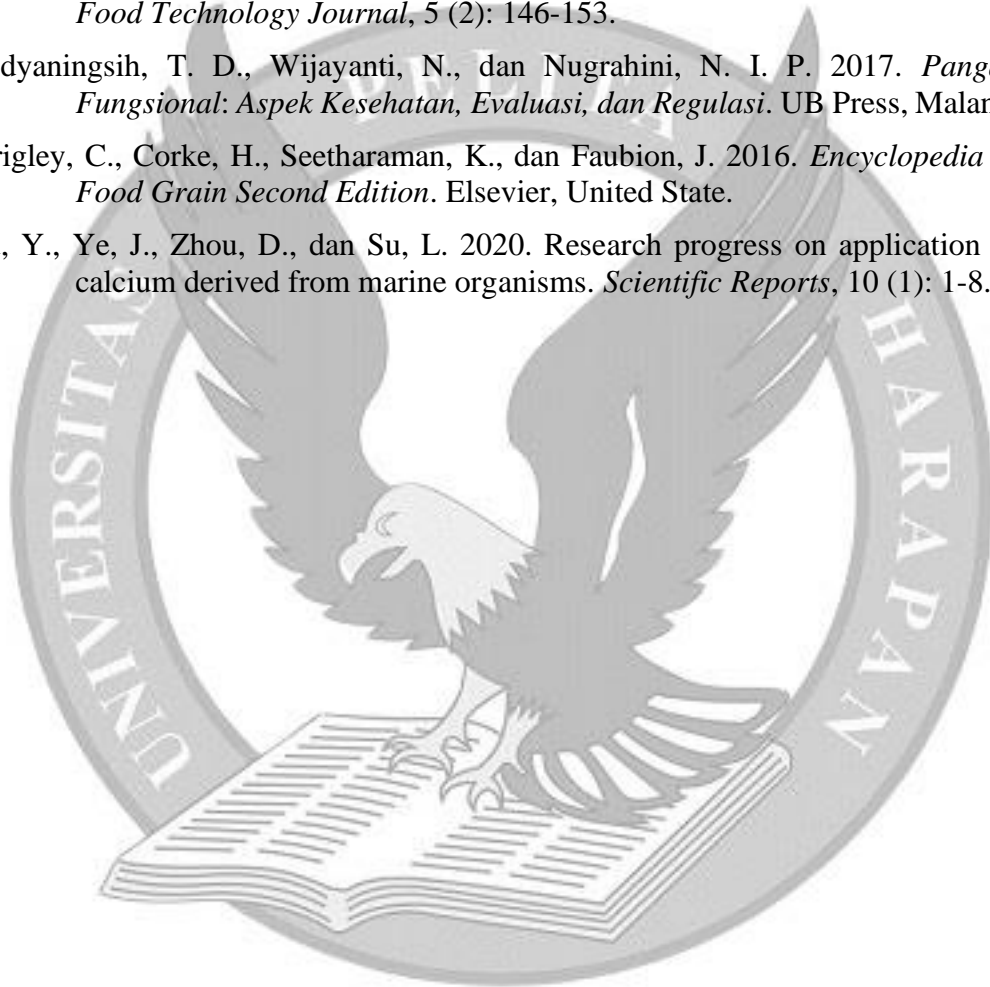 Food Technology Journal, 5 (2): 146-153.
dyaningsih, T. D., Wijayanti, N., dan Nugrahini, N. I. P. 2017. Panga
Fungsional: Aspek Kesehatan, Evaluasi, dan Regulasi. UB Press, Malan
rigley, C., Corke, H., Seetharaman, K., dan Faubion, J. 2016. Encyclopedia
Food Grain Second Edition. Elsevier, United State.
., Y., Ye, J., Zhou, D., dan Su, L. 2020. Research progress on application
calcium derived from marine organisms. Scientific Reports, 10 (1): 1-8.
UNIVERSITAS PELITA HARAPAN